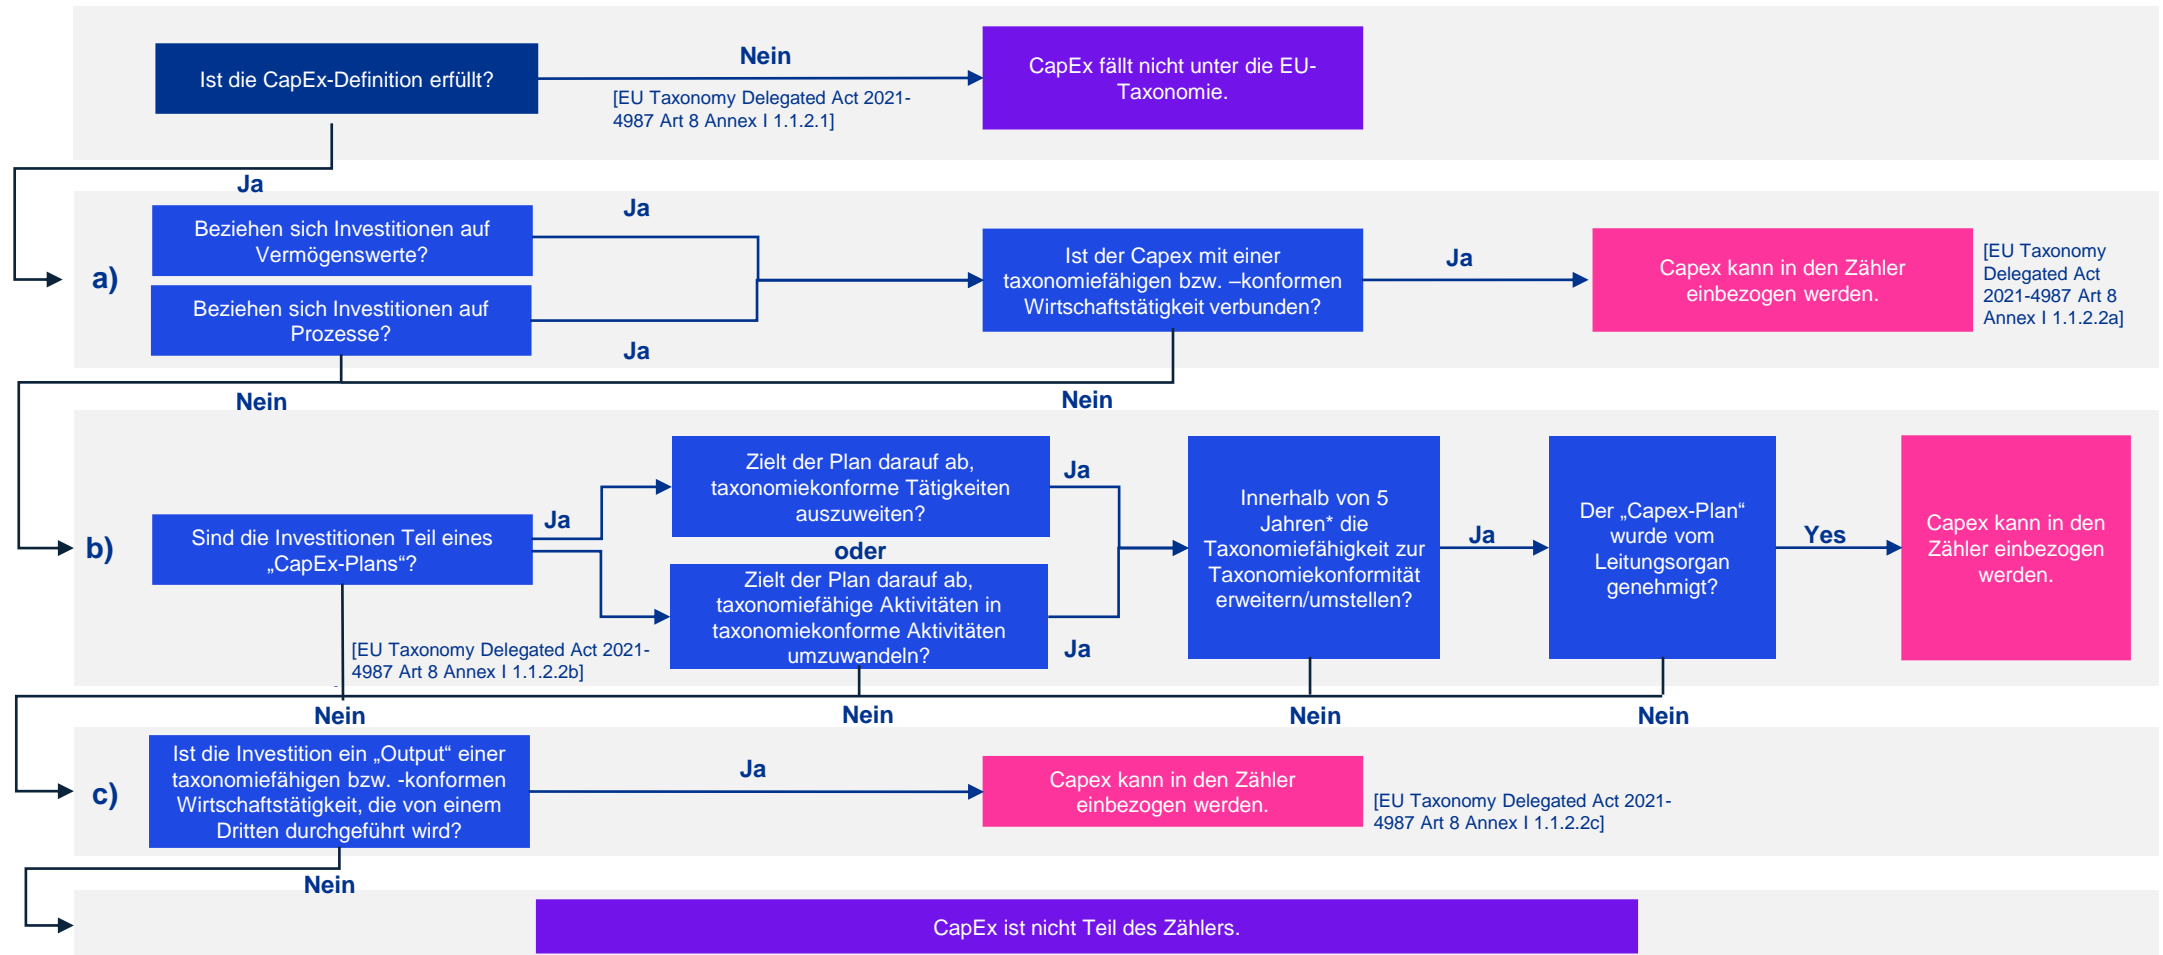 Ist die CapEx-Definition erfüllt?
Nein
[EU Taxonomy Delegated Act 2021-
4987 Art 8 Annex I 1.1.2.1]
CapEx fällt nicht unter die EU-
Taxonomie.
Ja
a)
Beziehen sich Investitionen auf
Vermögenswerte?
Ja
Beziehen sich Investitionen auf
Prozesse?
Ja
Ist der Capex mit einer
taxonomiefähigen bzw. –konformen
Wirtschaftstätigkeit verbunden?
Ja
Capex kann in den Zähler
einbezogen werden.
[EU Taxonomy
Delegated Act
2021-4987 Art 8
Annex I 1.1.2.2a]
Nein
Nein
b)
Sind die Investitionen Teil eines
„CapEx-Plans“?
Ja
[EU Taxonomy Delegated Act 2021-
4987 Art 8 Annex I 1.1.2.2b]
Zielt der Plan darauf ab,
taxonomiekonforme Tätigkeiten
auszuweiten?
oder
Zielt der Plan darauf ab,
taxonomiefähige Aktivitäten in
taxonomiekonforme Aktivitäten
umzuwandeln?
Ja
Ja
Innerhalb von 5
Jahren* die
Taxonomiefähigkeit zur
Taxonomiekonformität
erweitern/umstellen?
Ja
Der „Capex-Plan“
wurde vom
Leitungsorgan
genehmigt?
Yes
Capex kann in den
Zähler einbezogen
werden.
Nein
Nein
Nein
Nein
c)
Ist die Investition ein „Output“ einer
taxonomiefähigen bzw. -konformen
Wirtschaftstätigkeit, die von einem
Dritten durchgeführt wird?
Ja
Capex kann in den Zähler
einbezogen werden.
[EU Taxonomy Delegated Act 2021-
4987 Art 8 Annex I 1.1.2.2c]
Nein
CapEx ist nicht Teil des Zählers.